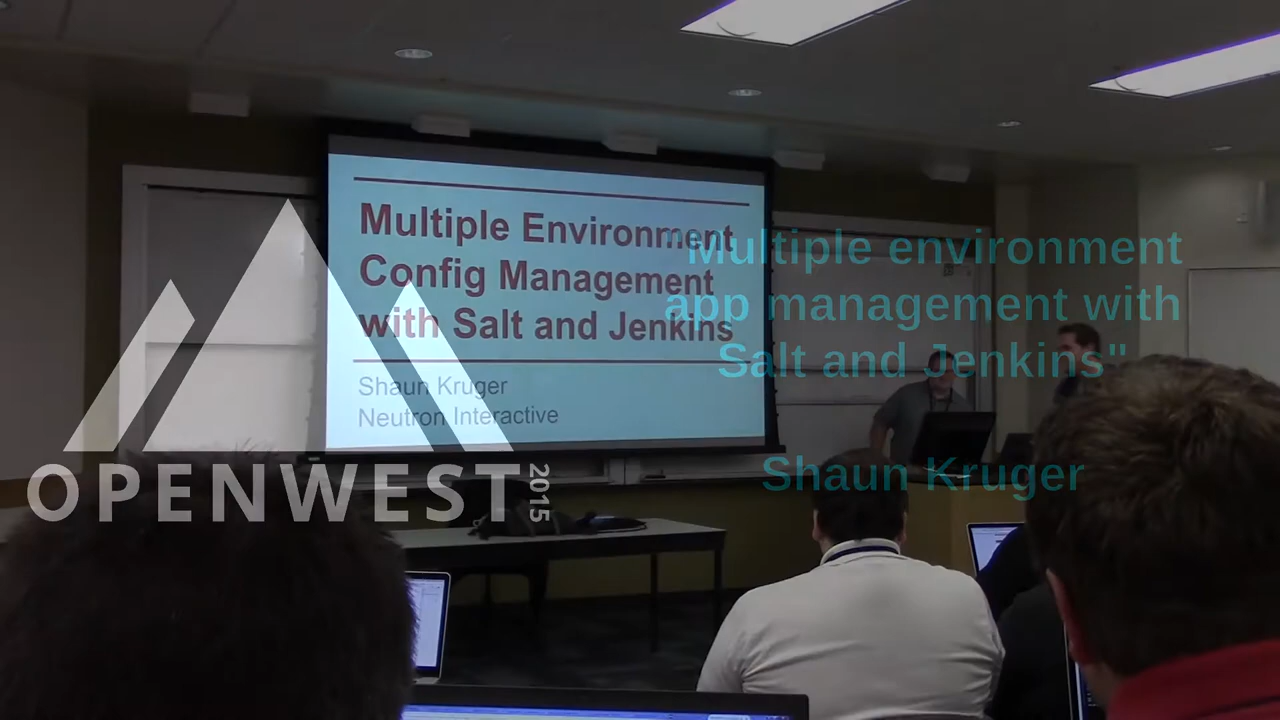 Multiple Environment
Config Management
with Salt and Jenkins
Shaun Kruger
Neutron Interactive
OPENWEST
2015
Multiple environment
app management with
Salt and Jenkins"
Shaun Kruger